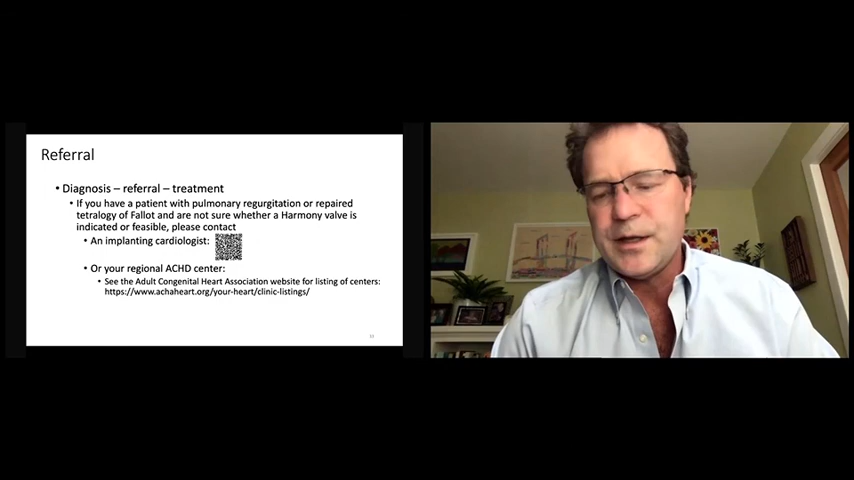 Referral
• Diagnosis – referral – treatment
• If you have a patient with pulmonary regurgitation or repaired
tetralogy of Fallot and are not sure whether a Harmony valve is
indicated or feasible, please contact
• An implanting cardiologist:
• Or your regional ACHD center:
• See the Adult Congenital Heart Association website for listing of centers:
https://www.achaheart.org/your-heart/clinic-listings/